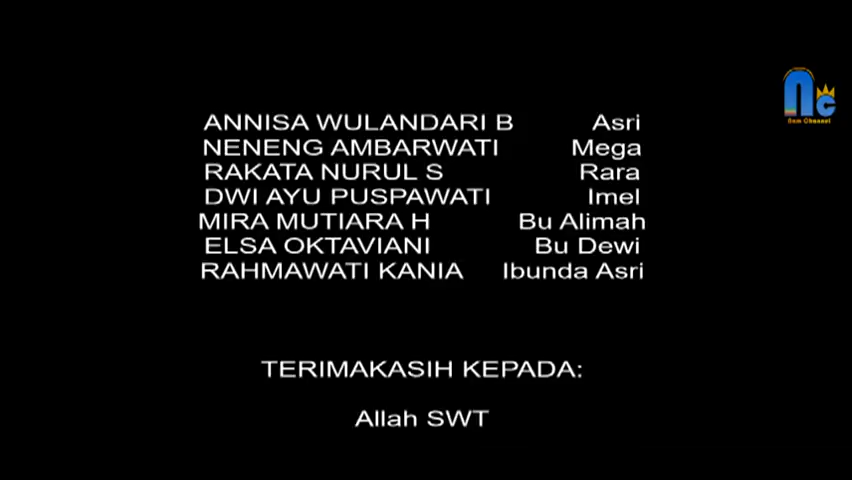 ANNISA WULANDARI B Asri
NENENG AMBARWATI Mega
RAKATA NURUL S Rara
DWI AYU PUSPAWATI Imel
MIRA MUTIARA H Bu Alimah
ELSA OKTAVIANI Bu Dewi
RAHMAWATI KANIA Ibunda Asri
TERIMAKASIH KEPADA:
Allah SWT
nc